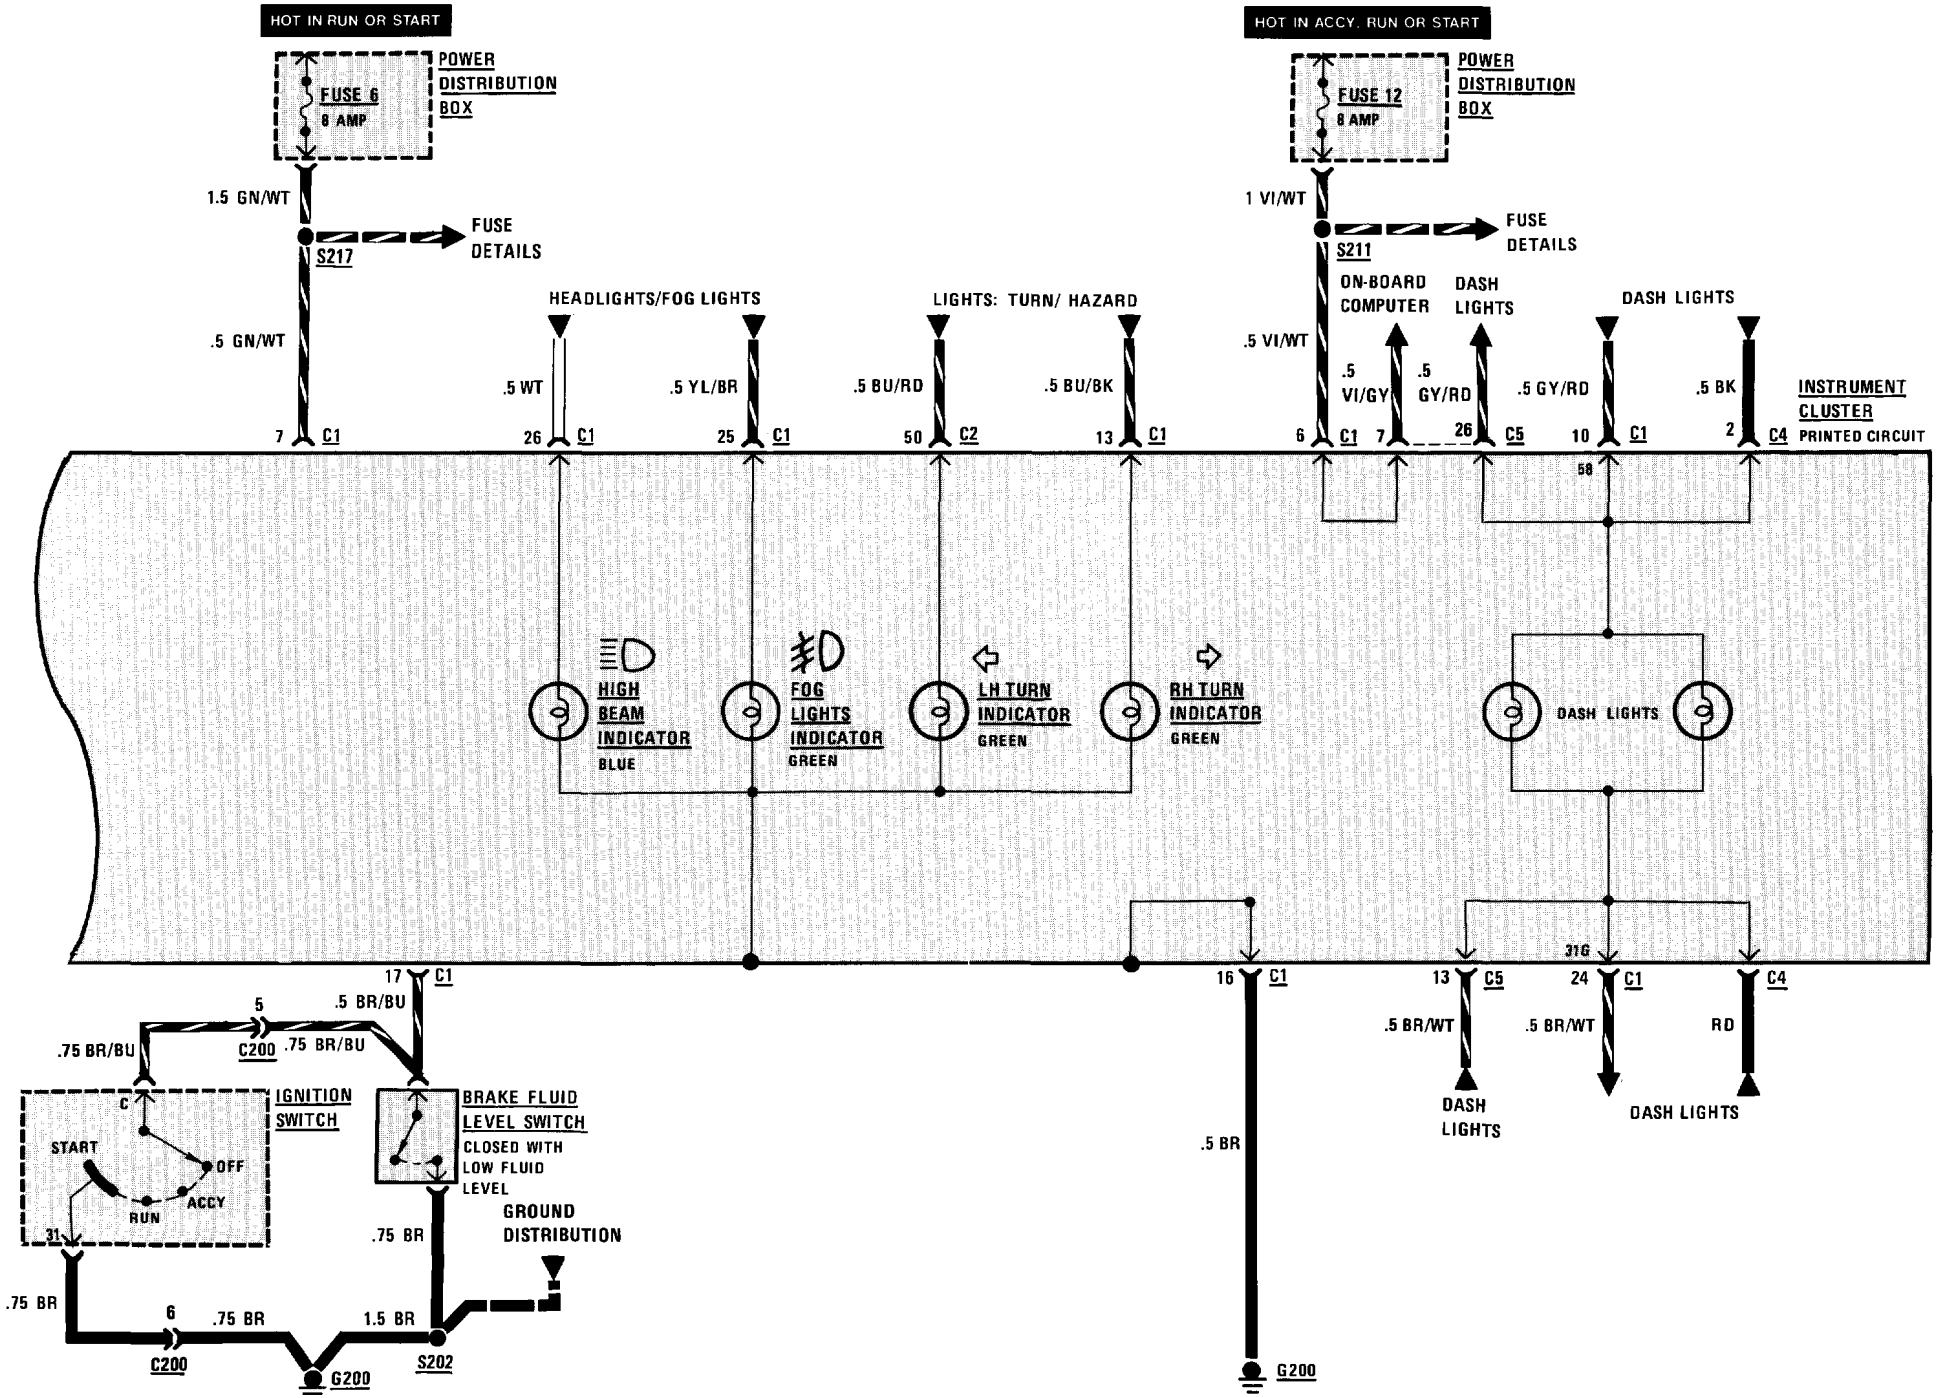 HOT IN RUN OR START
HOT IN ACCY, RUN OR START
FUSE 6
8 AMP
POWER
DISTRIBUTION
BOX
FUSE 12
8 AMP
POWER
DISTRIBUTION
BOX
1.5 GN/WT
S217
FUSE
DETAILS
1 VI/WT
S211
FUSE
DETAILS
.5 GN/WT
HEADLIGHTS/FOG LIGHTS
LIGHTS: TURN/ HAZARD
ON-BOARD
COMPUTER
DASH
LIGHTS
DASH LIGHTS
.5 WT
.5 YL/BR
.5 BU/RD
.5 BU/BK
.5 VI/WT
.5
VI/GY
.5
GY/RD
.5 GY/RD
.5 BK
INSTRUMENT
CLUSTER
PRINTED CIRCUIT
7 C1
26 C1
25 C1
50 C2
13 C1
6 C1
7
26 C5
10 C1
2 C4
58
HIGH
BEAM
INDICATOR
BLUE
FOG
LIGHTS
INDICATOR
GREEN
LH TURN
INDICATOR
GREEN
RH TURN
INDICATOR
GREEN
DASH LIGHTS
31G
17 C1
16 C1
13 C5
24 C1
C4
.5 BR/BU
5
C200
.75 BR/BU
.75 BR/BU
.5 BR/WT
.5 BR/WT
RD
DASH
LIGHTS
DASH LIGHTS
IGNITION
SWITCH
C
START
OFF
ACCY
RUN
31
BRAKE FLUID
LEVEL SWITCH
CLOSED WITH
LOW FLUID
LEVEL
GROUND
DISTRIBUTION
.5 BR
.75 BR
.75 BR
6
C200
.75 BR
1.5 BR
S202
G200
G200